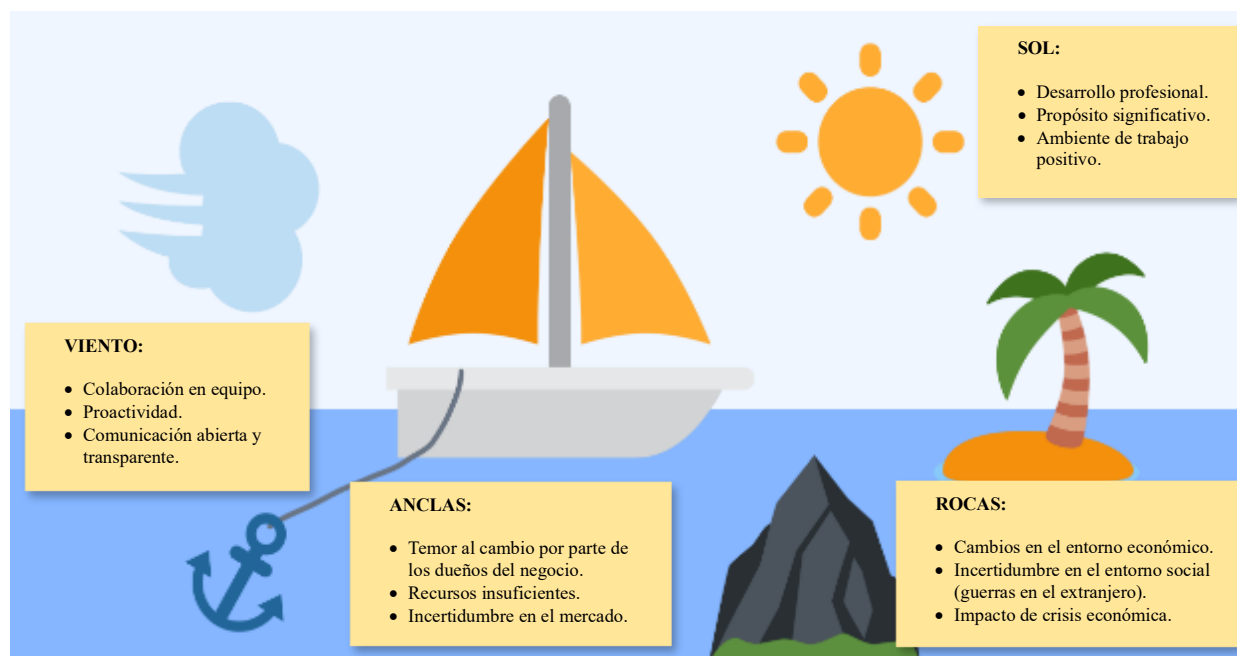 SOL:
• Desarrollo profesional.
• Propósito significativo.
• Ambiente de trabajo
positivo.
VIENTO:
• Colaboración en equipo.
• Proactividad.
• Comunicación abierta y
transparente.
ANCLAS:
• Temor al cambio por parte de
los dueños del negocio.
• Recursos insuficientes.
• Incertidumbre en el mercado.
ROCAS:
• Cambios en el entorno económico.
• Incertidumbre en el entorno social
(guerras en el extranjero).
• Impacto de crisis económica.